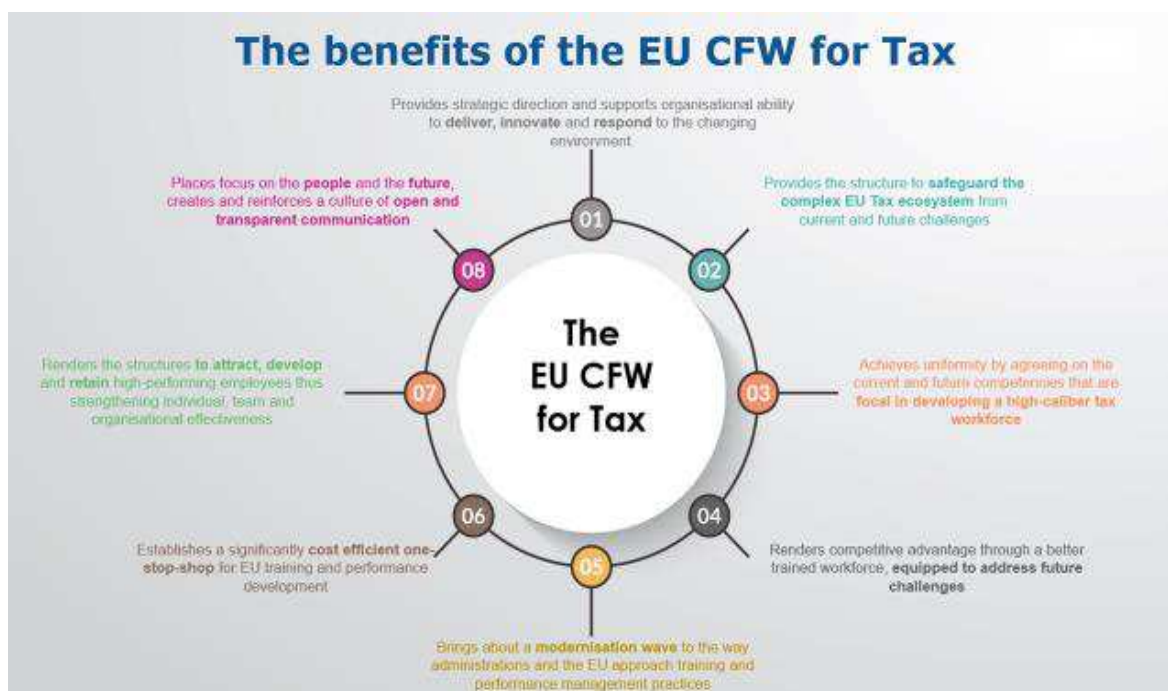 The benefits of the EU CFW for Tax
Provides strategic direction and supports organisational ability
to deliver, innovate and respond to the changing
environment
01
Provides the structure to safeguard the
complex EU Tax ecosystem from
current and future challenges
02
Achieves uniformity by agreeing on the
current and future competencies that are
focal in developing a high-caliber tax
workforce
03
Renders competitive advantage through a better
trained workforce, equipped to address future
challenges
04
Brings about a modernisation wave to the way
administrations and the EU approach training and
performance management practices
05
Establishes a significantly cost efficient one-
stop-shop for EU training and performance
development
06
Renders the structures to attract, develop
and retain high-performing employees thus
strengthening individual, team and
organisational effectiveness
07
Places focus on the people and the future,
creates and reinforces a culture of open and
transparent communication
08
The
EU CFW
for Tax